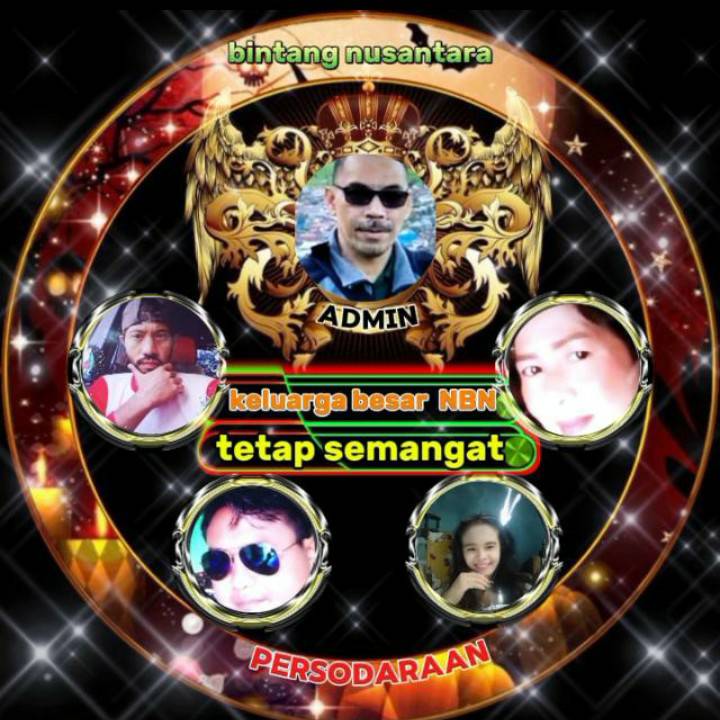 bintang nusantara
ADMIN
keluarga besar NBN
tetap semangat
PERSODARAAN